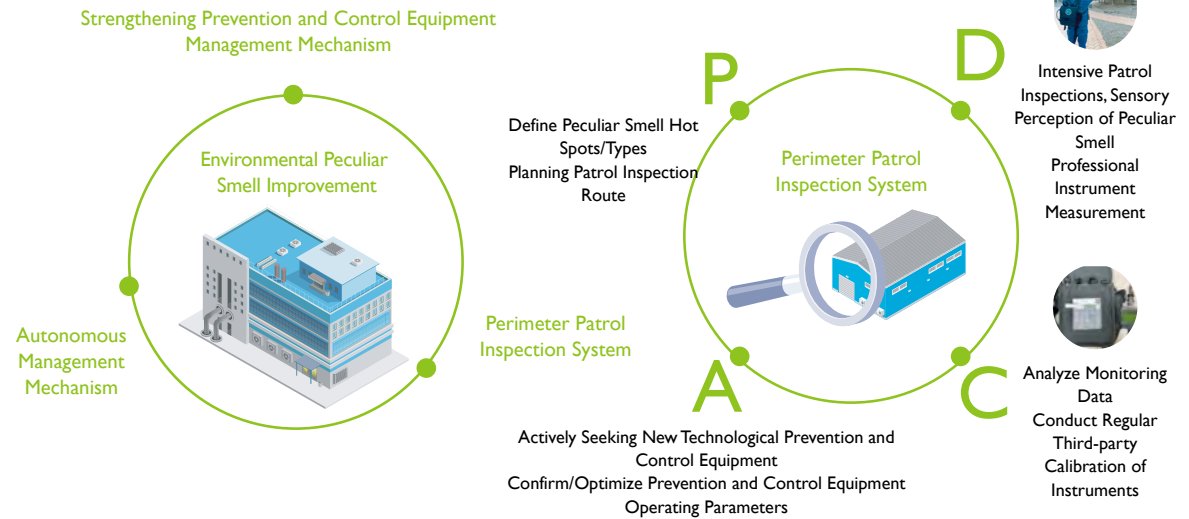 Strengthening Prevention and Control Equipment
Management Mechanism
Environmental Peculiar
Smell Improvement
Autonomous
Management
Mechanism
Perimeter Patrol
Inspection System
P
Define Peculiar Smell Hot
Spots/Types
Planning Patrol Inspection
Route
Perimeter Patrol
Inspection System
D
Intensive Patrol
Inspections, Sensory
Perception of Peculiar
Smell
Professional
Instrument
Measurement
C
Analyze Monitoring
Data
Conduct Regular
Third-party
Calibration of
Instruments
A
Actively Seeking New Technological Prevention and
Control Equipment
Confirm/Optimize Prevention and Control Equipment
Operating Parameters